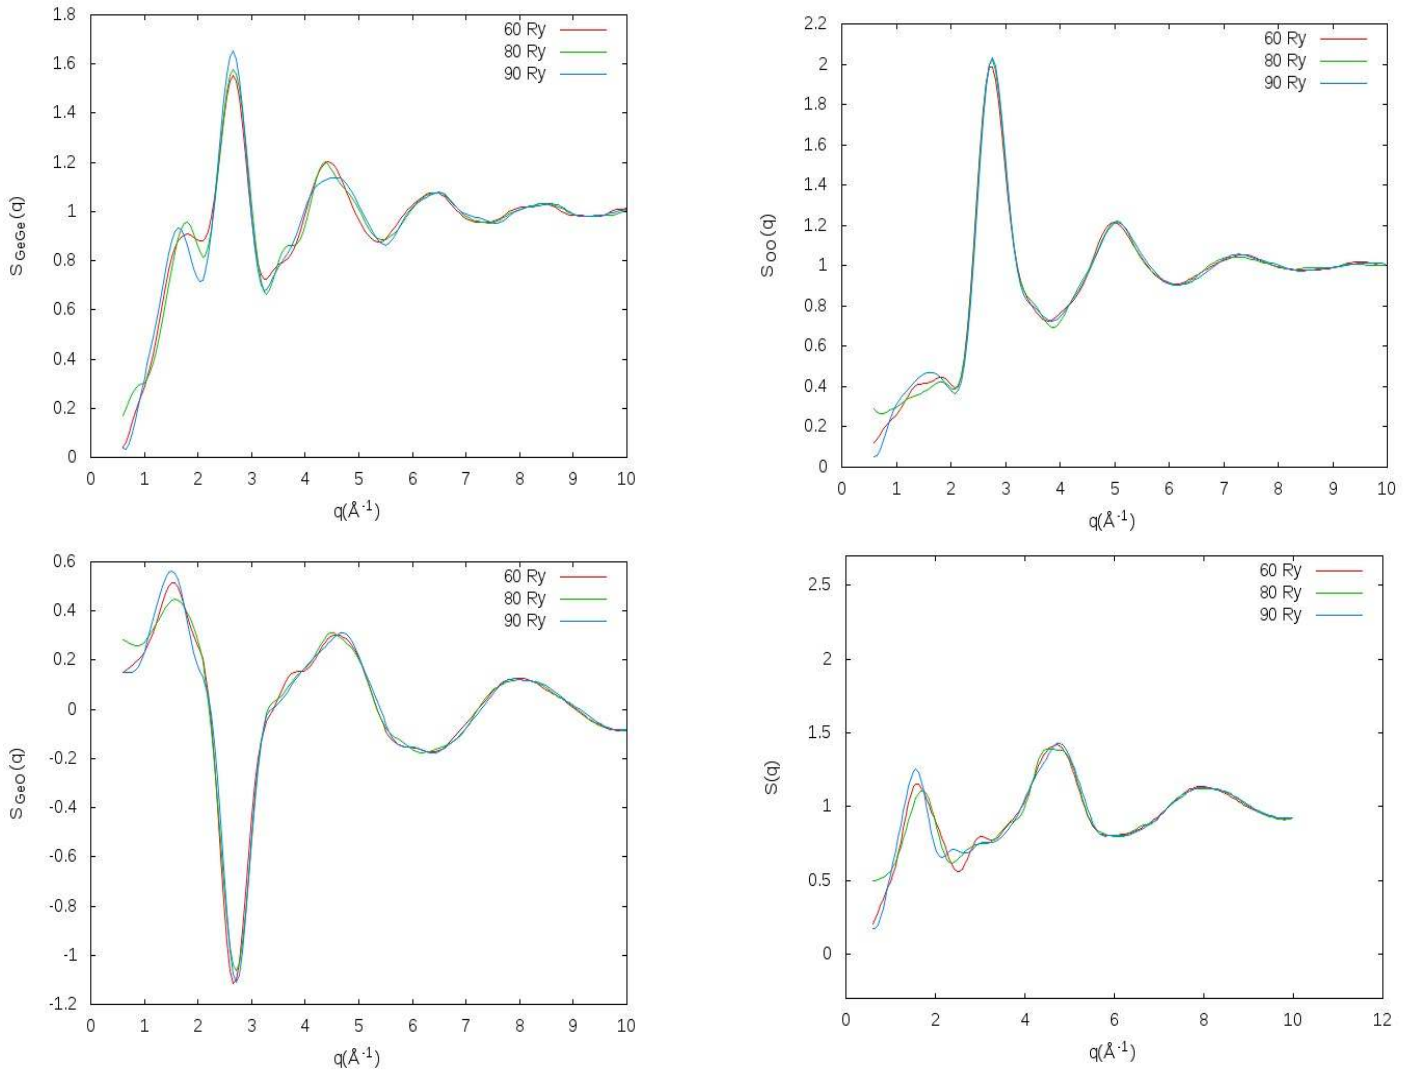 1.8
1.6
1.4
1.2
1
0.8
0.6
0.4
0.2
0
S_GeGe(q)
60 Ry
80 Ry
90 Ry
0 1 2 3 4 5 6 7 8 9 10
q(Å⁻¹)
2.2
2
1.8
1.6
1.4
1.2
1
0.8
0.6
0.4
0.2
0
S_OO(q)
60 Ry
80 Ry
90 Ry
0 1 2 3 4 5 6 7 8 9 10
q(Å⁻¹)
0.6
0.4
0.2
0
-0.2
-0.4
-0.6
-0.8
-1
-1.2
S_GeO(q)
60 Ry
80 Ry
90 Ry
0 1 2 3 4 5 6 7 8 9 10
q(Å⁻¹)
2.5
2
1.5
1
0.5
0
S(q)
60 Ry
80 Ry
90 Ry
0 2 4 6 8 10 12
q(Å⁻¹)